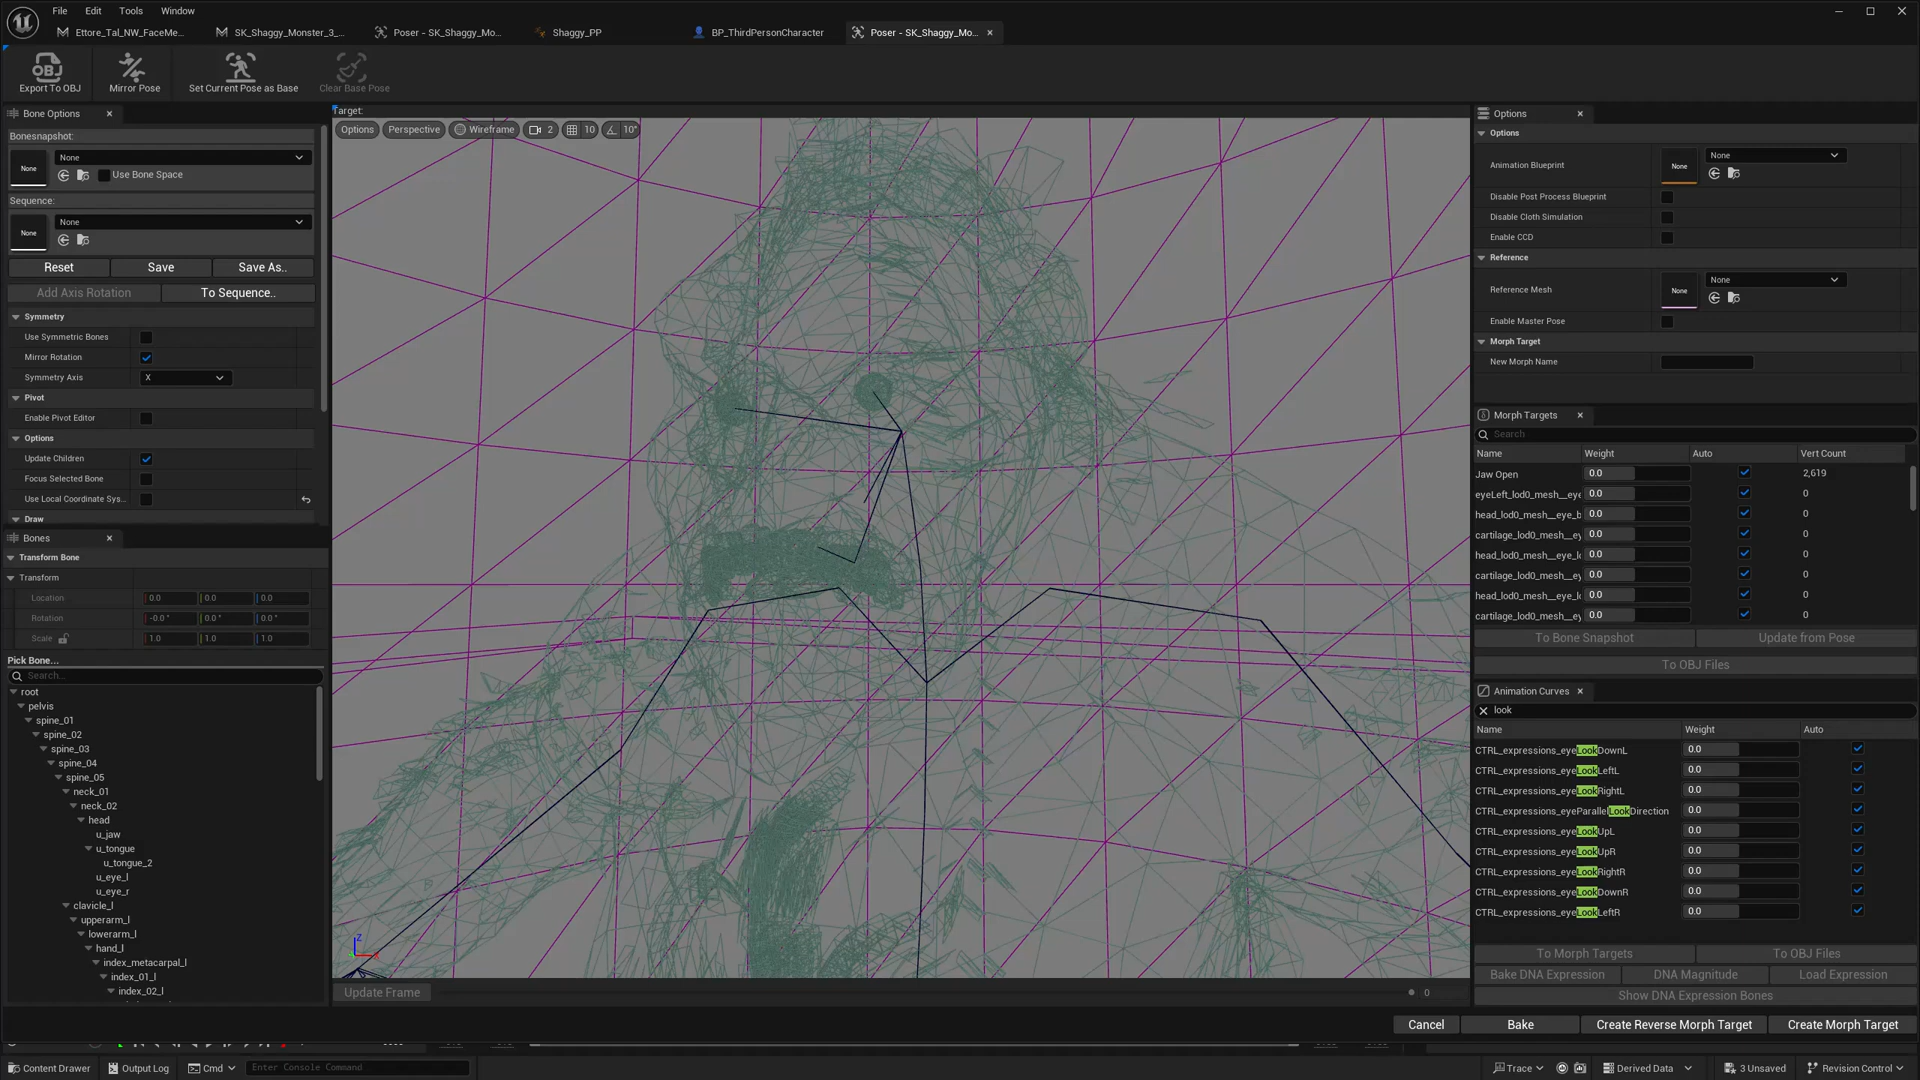 File Edit Tools Window
Ettore_Tal_NW_FaceMe...
SK_Shaggy_Monster_3_...
Poser - SK_Shaggy_Mo...
Shaggy_PP
BP_ThirdPersonCharacter
Poser - SK_Shaggy_Mo...
Export To OBJ
Mirror Pose
Set Current Pose as Base
Clear Base Pose
Bone Options
Bonesnapshot:
None
None
Use Bone Space
Sequence:
None
None
Reset
Save
Save As..
Add Axis Rotation
To Sequence..
Symmetry
Use Symmetric Bones
Mirror Rotation
Symmetry Axis
X
Pivot
Enable Pivot Editor
Options
Update Children
Focus Selected Bone
Use Local Coordinate Sys...
Draw
Bones
Transform Bone
Transform
Location 0.0 0.0 0.0
Rotation -0.0 ° 0.0 ° 0.0 °
Scale 1.0 1.0 1.0
Pick Bone...
Search...
root
pelvis
spine_01
spine_02
spine_03
spine_04
spine_05
neck_01
neck_02
head
u_jaw
u_tongue
u_tongue_2
u_eye_l
u_eye_r
clavicle_l
upperarm_l
lowerarm_l
hand_l
index_metacarpal_l
index_01_l
index_02_l
Target:
Options
Perspective
Wireframe
2
10
10°
Z
Update Frame
0
Options
Options
Animation Blueprint
None
None
Disable Post Process Blueprint
Disable Cloth Simulation
Enable CCD
Reference
Reference Mesh
None
None
Enable Master Pose
Morph Target
New Morph Name
Morph Targets
Search
Name Weight Auto Vert Count
Jaw Open 0.0 2,619
eyeLeft_lod0_mesh__eye 0.0 0
head_lod0_mesh__eye_b 0.0 0
cartilage_lod0_mesh__ey 0.0 0
head_lod0_mesh__eye_l 0.0 0
cartilage_lod0_mesh__ey 0.0 0
head_lod0_mesh__eye_l 0.0 0
cartilage_lod0_mesh__ey 0.0 0
To Bone Snapshot
Update from Pose
To OBJ Files
Animation Curves
look
Name Weight Auto
CTRL_expressions_eyeLookDownL 0.0
CTRL_expressions_eyeLookLeftL 0.0
CTRL_expressions_eyeLookRightL 0.0
CTRL_expressions_eyeParallelLookDirection 0.0
CTRL_expressions_eyeLookUpL 0.0
CTRL_expressions_eyeLookUpR 0.0
CTRL_expressions_eyeLookRightR 0.0
CTRL_expressions_eyeLookDownR 0.0
CTRL_expressions_eyeLookLeftR 0.0
To Morph Targets
To OBJ Files
Bake DNA Expression
DNA Magnitude
Load Expression
Show DNA Expression Bones
Cancel
Bake
Create Reverse Morph Target
Create Morph Target
Content Drawer
Output Log
Cmd
Enter Console Command
Trace
Derived Data
3 Unsaved
Revision Control